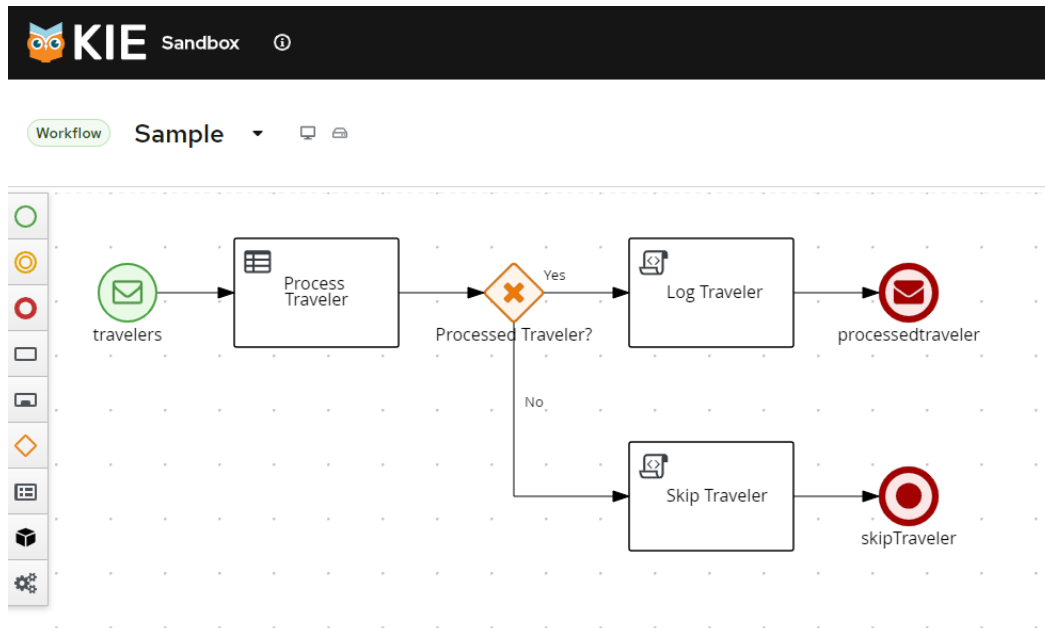 KIE Sandbox
Workflow Sample
Process
Traveler
Yes
Log Traveler
travelers
Processed Traveler?
processedtraveler
No
Skip Traveler
skipTraveler